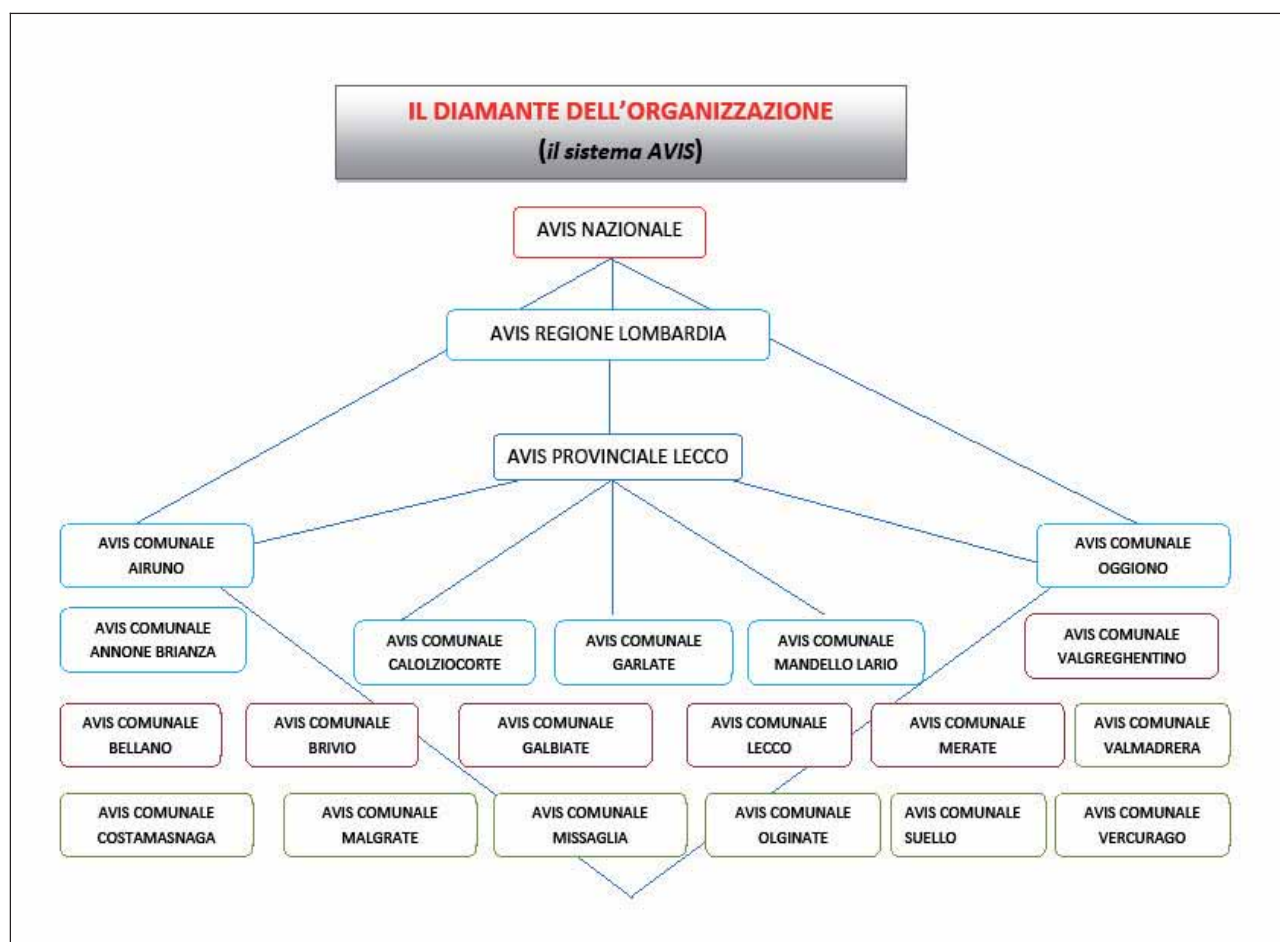 IL DIAMANTE DELL'ORGANIZZAZIONE
(il sistema AVIS)
AVIS NAZIONALE
AVIS REGIONE LOMBARDIA
AVIS PROVINCIALE LECCO
AVIS COMUNALE
AIRUNO
AVIS COMUNALE
OGGIONO
AVIS COMUNALE
ANNONE BRIANZA
AVIS COMUNALE
CALOLZIOCORTE
AVIS COMUNALE
GARLATE
AVIS COMUNALE
MANDELLO LARIO
AVIS COMUNALE
VALGREGHENTINO
AVIS COMUNALE
BELLANO
AVIS COMUNALE
BRIVIO
AVIS COMUNALE
GALBIATE
AVIS COMUNALE
LECCO
AVIS COMUNALE
MERATE
AVIS COMUNALE
VALMADRERA
AVIS COMUNALE
COSTAMASNAGA
AVIS COMUNALE
MALGRATE
AVIS COMUNALE
MISSAGLIA
AVIS COMUNALE
OLGINATE
AVIS COMUNALE
SUELLO
AVIS COMUNALE
VERCURAGO